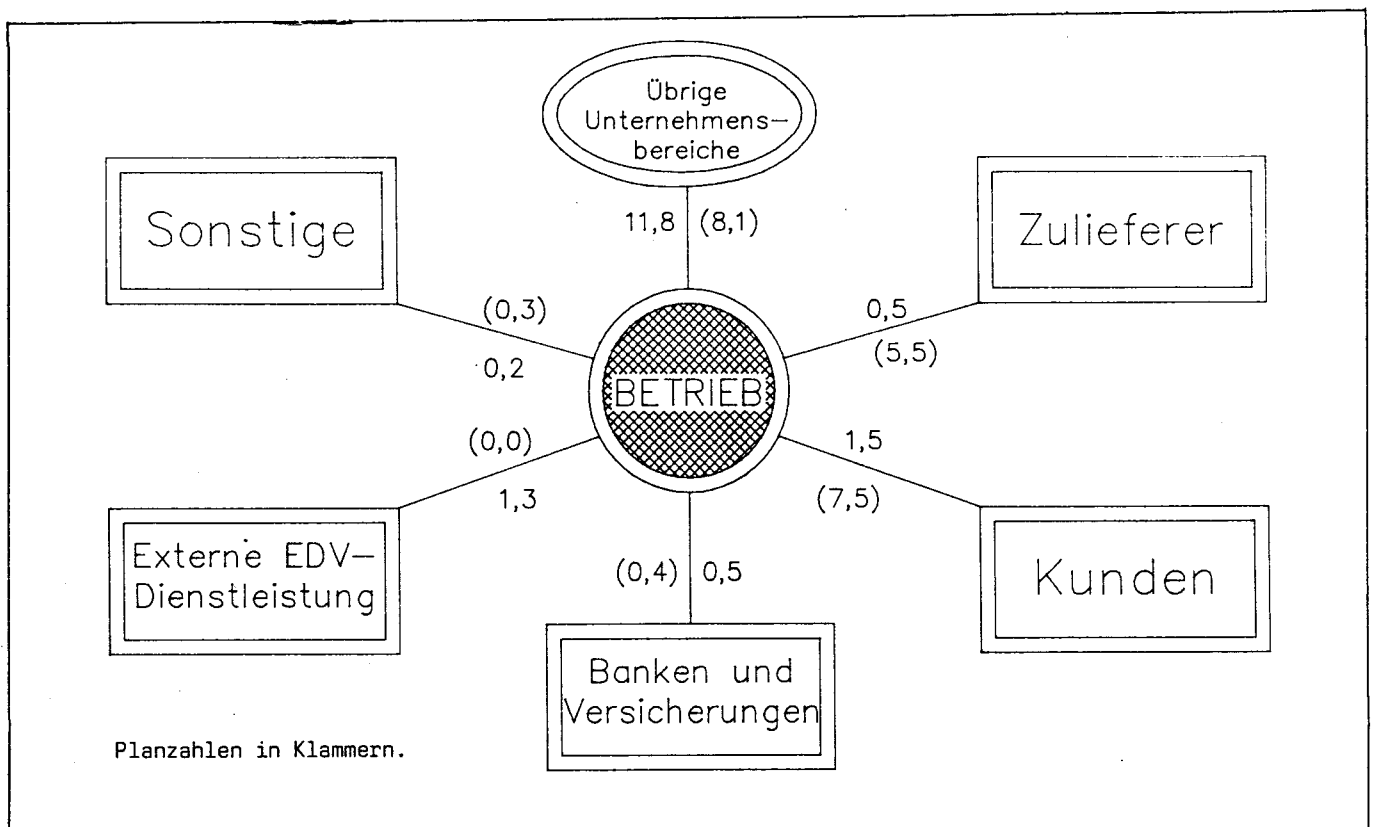 Übrige
Unternehmens-
bereiche
Sonstige
Zulieferer
11,8 (8,1)
(0,3)
0,2
0,5
(5,5)
BETRIEB
(0,0)
1,3
1,5
(7,5)
(0,4) 0,5
Externe EDV-
Dienstleistung
Kunden
Banken und
Versicherungen
Planzahlen in Klammern.